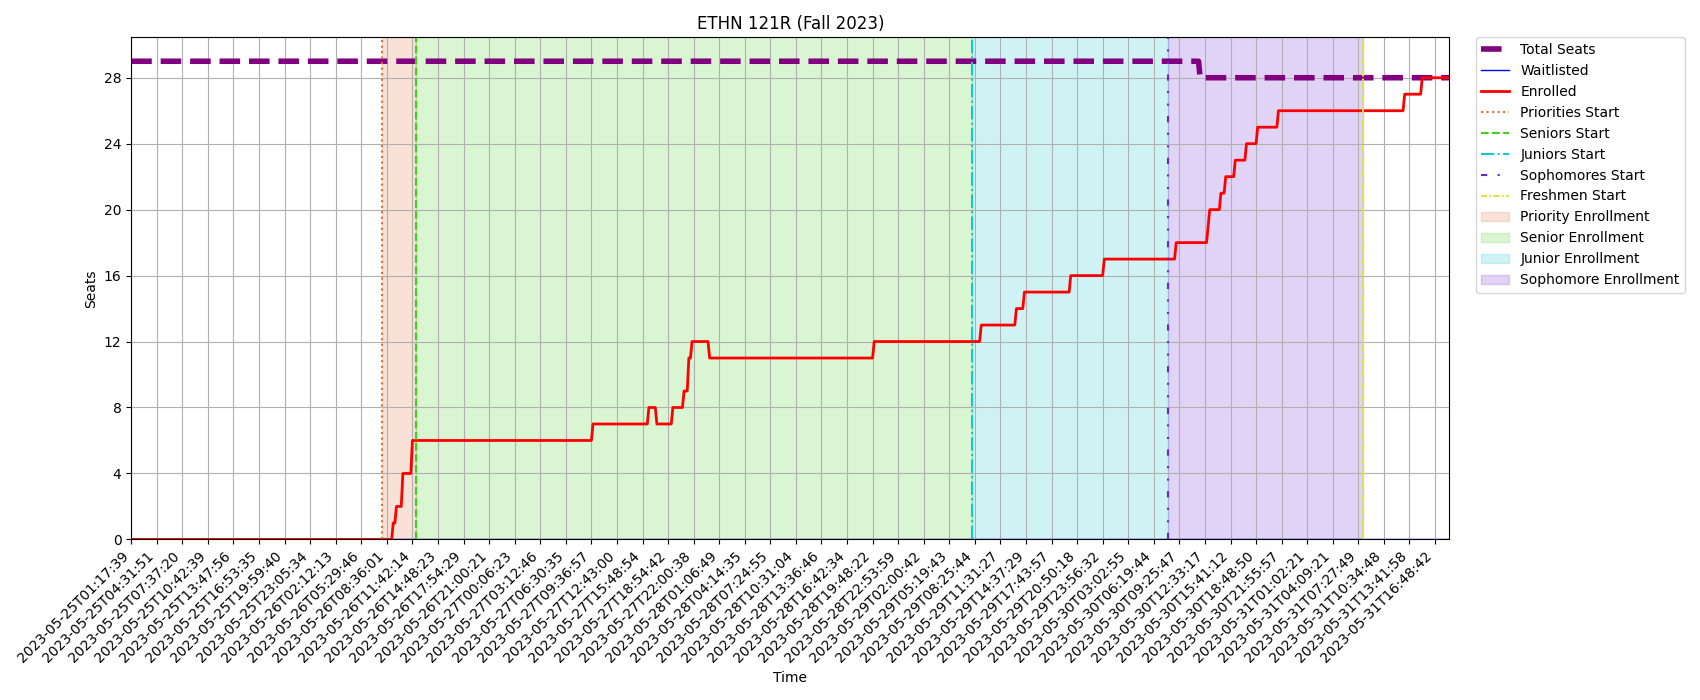 ETHN 121R (Fall 2023)
Seats
28
24
20
16
12
8
4
0
2023-05-25T01:17:39
2023-05-25T04:31:51
2023-05-25T07:37:20
2023-05-25T10:42:39
2023-05-25T13:47:56
2023-05-25T16:53:35
2023-05-25T19:59:40
2023-05-25T23:05:34
2023-05-26T02:12:13
2023-05-26T05:29:46
2023-05-26T08:36:01
2023-05-26T11:42:14
2023-05-26T14:48:23
2023-05-26T17:54:29
2023-05-26T21:00:21
2023-05-27T00:06:23
2023-05-27T03:12:46
2023-05-27T06:30:35
2023-05-27T09:36:57
2023-05-27T12:43:00
2023-05-27T15:48:54
2023-05-27T18:54:42
2023-05-27T22:00:38
2023-05-28T01:06:49
2023-05-28T04:14:35
2023-05-28T07:24:55
2023-05-28T10:31:04
2023-05-28T13:36:46
2023-05-28T16:42:34
2023-05-28T19:48:22
2023-05-28T22:53:59
2023-05-29T02:00:42
2023-05-29T05:19:43
2023-05-29T08:25:44
2023-05-29T11:31:27
2023-05-29T14:37:29
2023-05-29T17:43:57
2023-05-29T20:50:18
2023-05-29T23:56:32
2023-05-30T03:02:55
2023-05-30T06:19:44
2023-05-30T09:25:47
2023-05-30T12:33:17
2023-05-30T15:41:12
2023-05-30T18:48:50
2023-05-30T21:55:57
2023-05-31T01:02:21
2023-05-31T04:09:21
2023-05-31T07:27:49
2023-05-31T10:34:48
2023-05-31T13:41:58
2023-05-31T16:48:42
Time
Total Seats
Waitlisted
Enrolled
Priorities Start
Seniors Start
Juniors Start
Sophomores Start
Freshmen Start
Priority Enrollment
Senior Enrollment
Junior Enrollment
Sophomore Enrollment